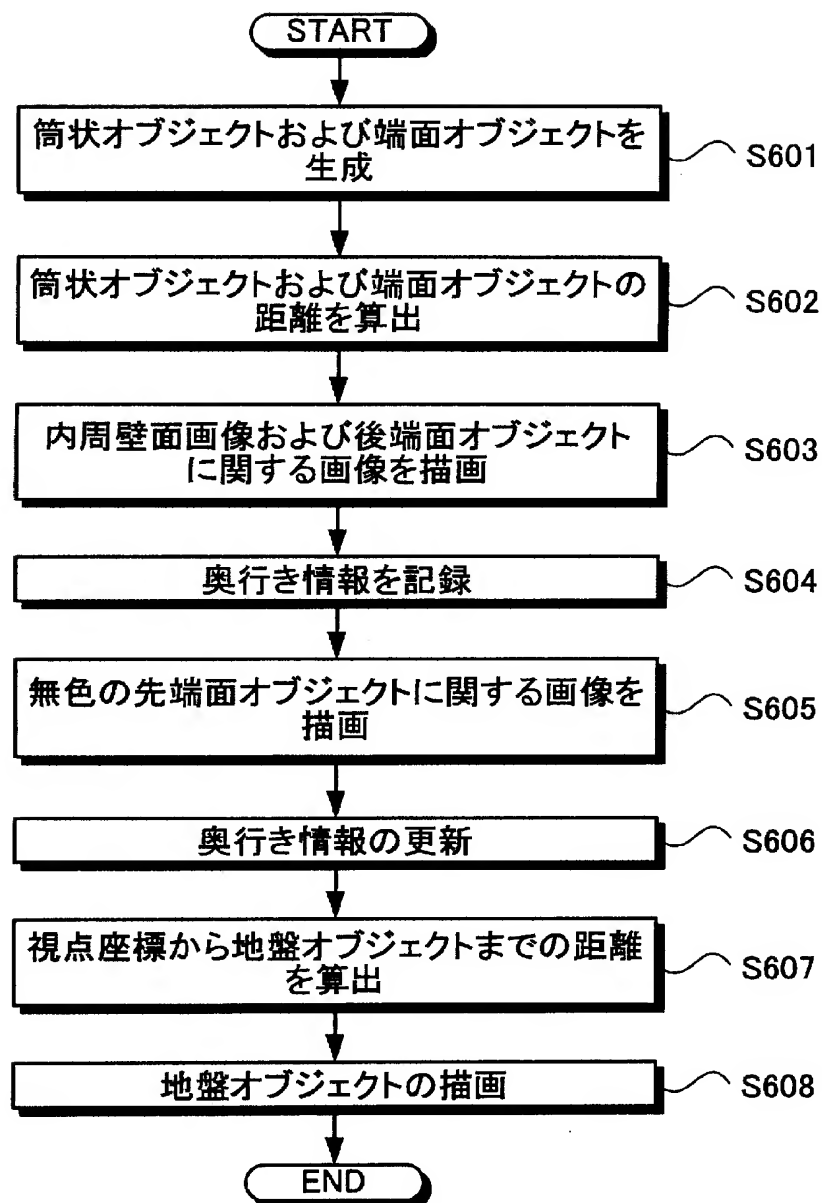 START
筒状オブジェクトおよび端面オブジェクトを
生成
S601
筒状オブジェクトおよび端面オブジェクトの
距離を算出
S602
内周壁面画像および後端面オブジェクト
に関する画像を描画
S603
奥行き情報を記録
S604
無色の先端面オブジェクトに関する画像を
描画
S605
奥行き情報の更新
S606
視点座標から地盤オブジェクトまでの距離
を算出
S607
地盤オブジェクトの描画
S608
END